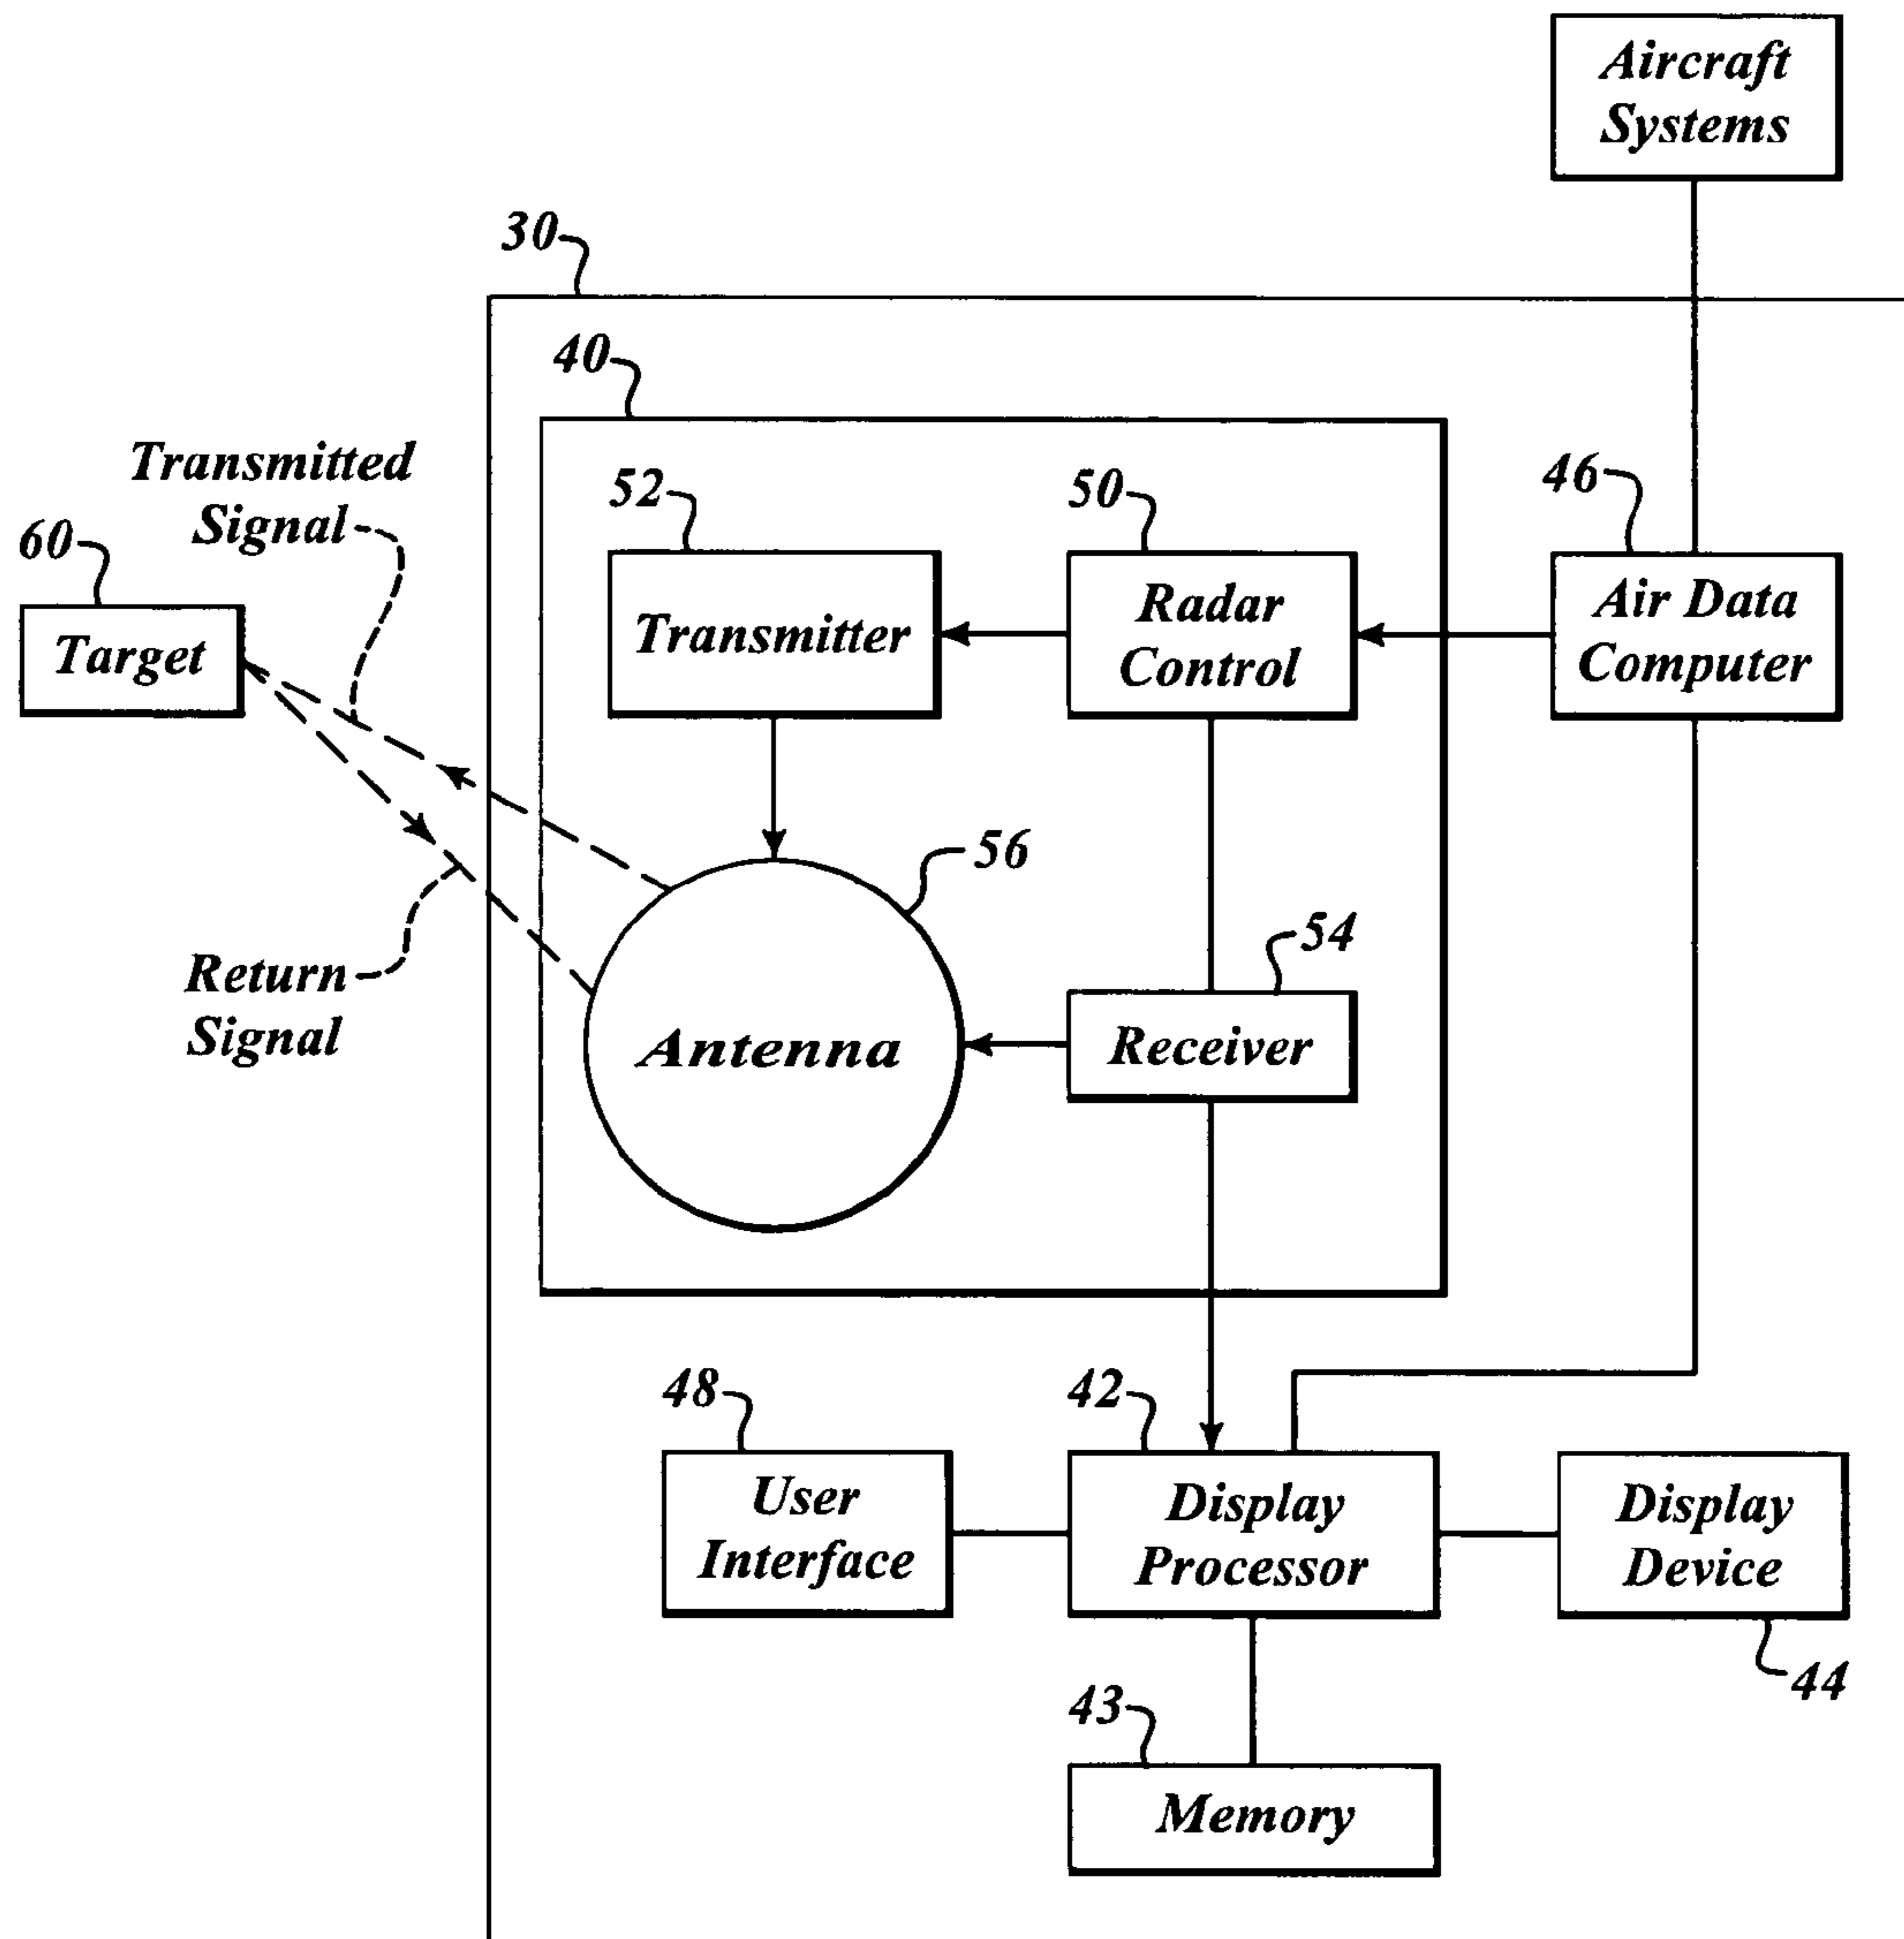 Aircraft
Systems
30
40
Transmitted
Signal
52
50
46
60
Target
Transmitter
Radar
Control
Air Data
Computer
56
54
Return
Signal
Antenna
Receiver
48
42
User
Interface
Display
Processor
Display
Device
44
43
Memory